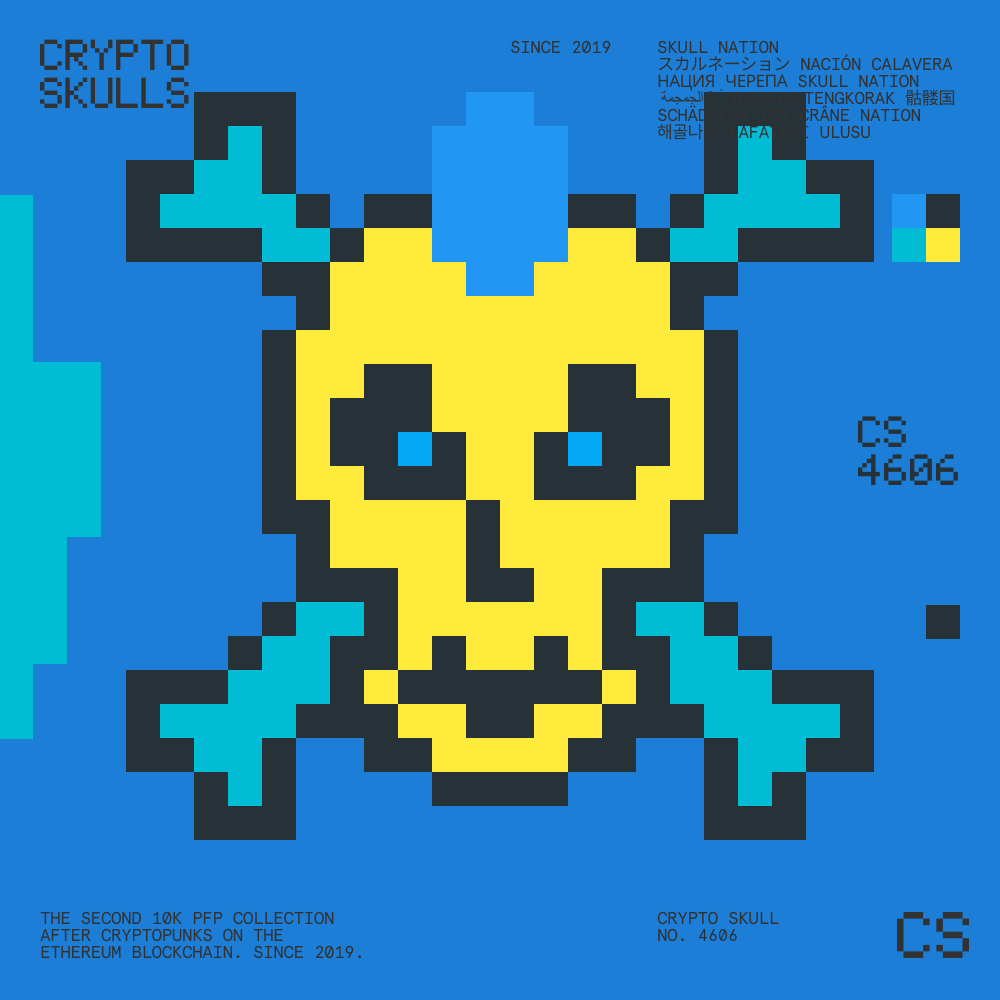 CRYPTO
SKULLS
SINCE 2019
SKULL NATION
スカルネーション NACIÓN CALAVERA
НАЦИЯ ЧЕРЕПА SKULL NATION
TENGKORAK 骷髅国
CRÂNE NATION
해골 ULUSU
CS
4606
THE SECOND 10K PFP COLLECTION
AFTER CRYPTOPUNKS ON THE
ETHEREUM BLOCKCHAIN. SINCE 2019.
CRYPTO SKULL
NO. 4606
CS